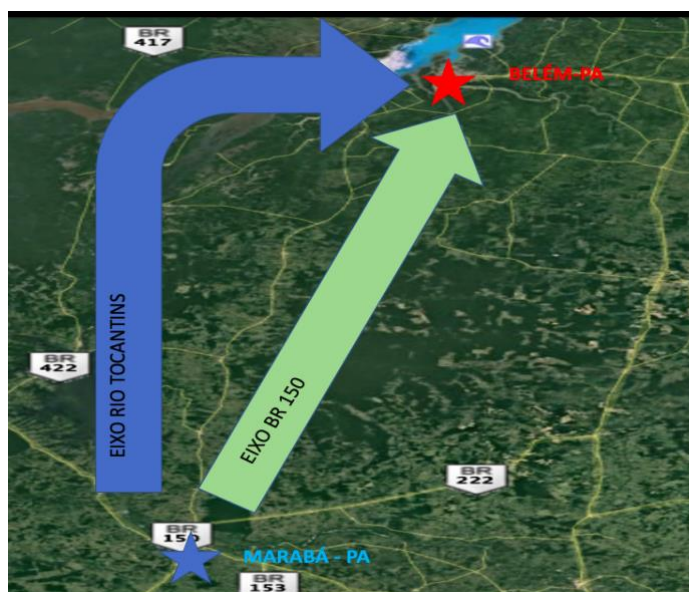 BR
417
BELÉM-PA
EIXO RIO TOCANTINS
EIXO BR 150
BR
422
BR
222
BR
150
MARABÁ - PA
BR
153